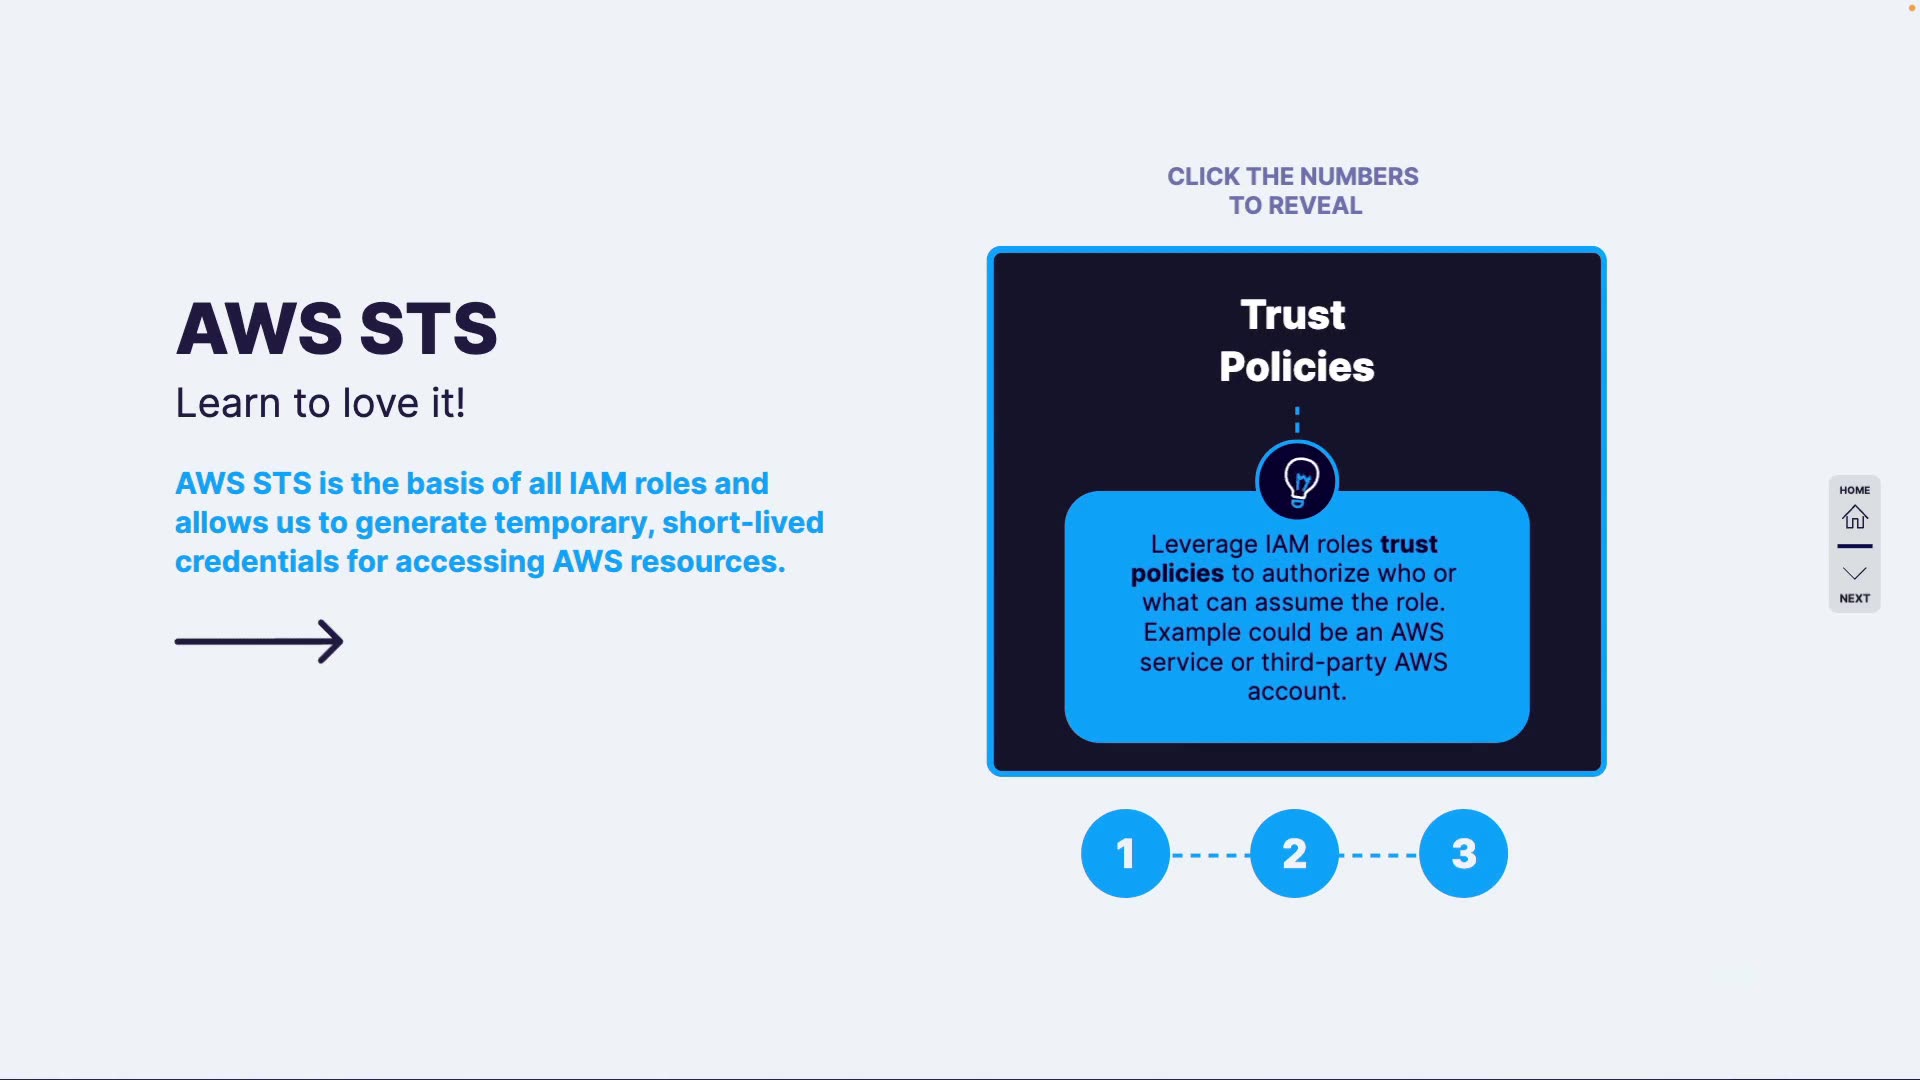 AWS STS
Learn to love it!
AWS STS is the basis of all IAM roles and
allows us to generate temporary, short-lived
credentials for accessing AWS resources.
CLICK THE NUMBERS
TO REVEAL
Trust
Policies
Leverage IAM roles trust
policies to authorize who or
what can assume the role.
Example could be an AWS
service or third-party AWS
account.
1
2
3
HOME
NEXT